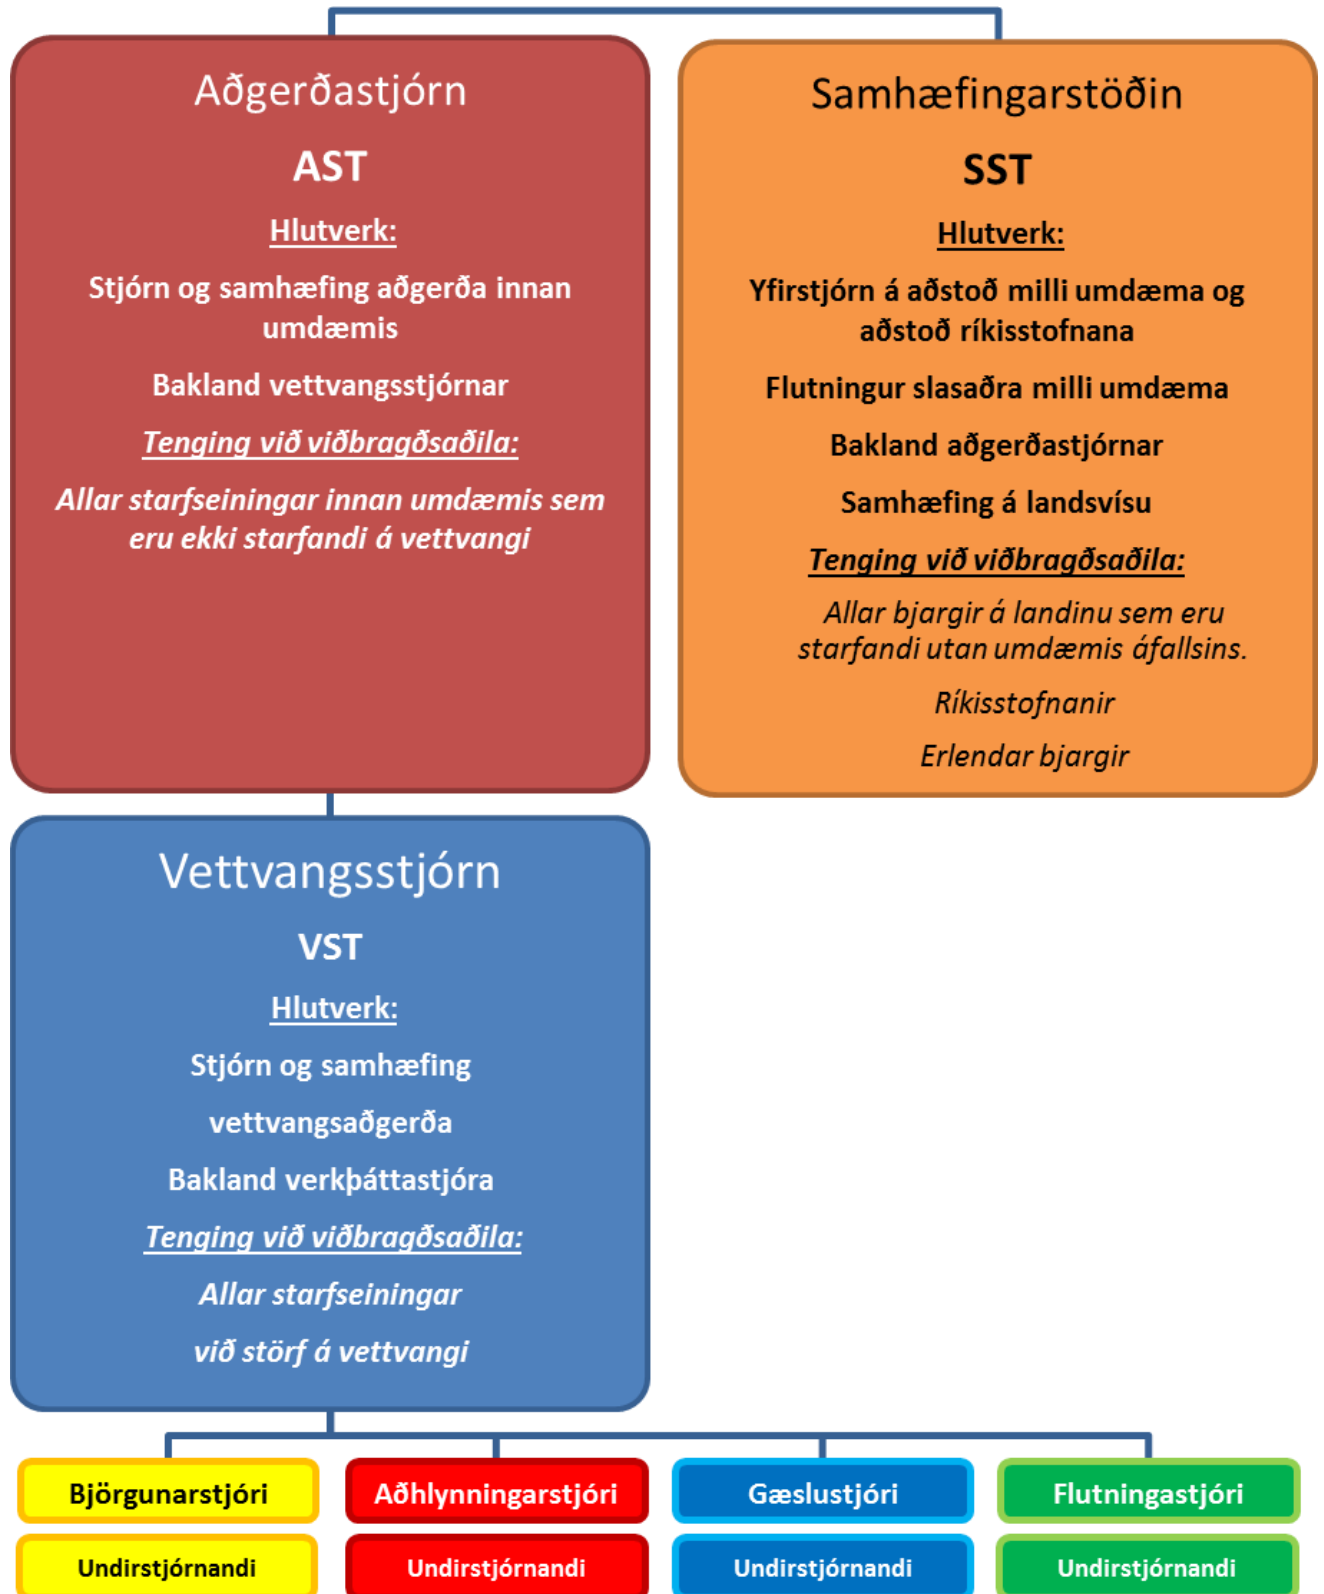 Aðgerðastjórn
AST
Hlutverk:
Stjórn og samhæfing aðgerða innan
umdæmis
Bakland vettvangsstjórnar
Tenging við viðbragðsaðila:
Allar starfseiningar innan umdæmis sem
eru ekki starfandi á vettvangi
Samhæfingarstöðin
SST
Hlutverk:
Yfirstjórn á aðstoð milli umdæma og
aðstoð ríkisstofnana
Flutningur slasaðra milli umdæma
Bakland aðgerðastjórnar
Samhæfing á landsvísu
Tenging við viðbragðsaðila:
Allar bjargir á landinu sem eru
starfandi utan umdæmis áfallsins.
Ríkisstofnanir
Erlendar bjargir
Vettvangsstjórn
VST
Hlutverk:
Stjórn og samhæfing
vettvangsaðgerða
Bakland verkþáttastjóra
Tenging við viðbragðsaðila:
Allar starfseiningar
við störf á vettvangi
Björgunarstjóri
Aðhlynningarstjóri
Gæslustjóri
Flutningastjóri
Undirstjórnandi
Undirstjórnandi
Undirstjórnandi
Undirstjórnandi